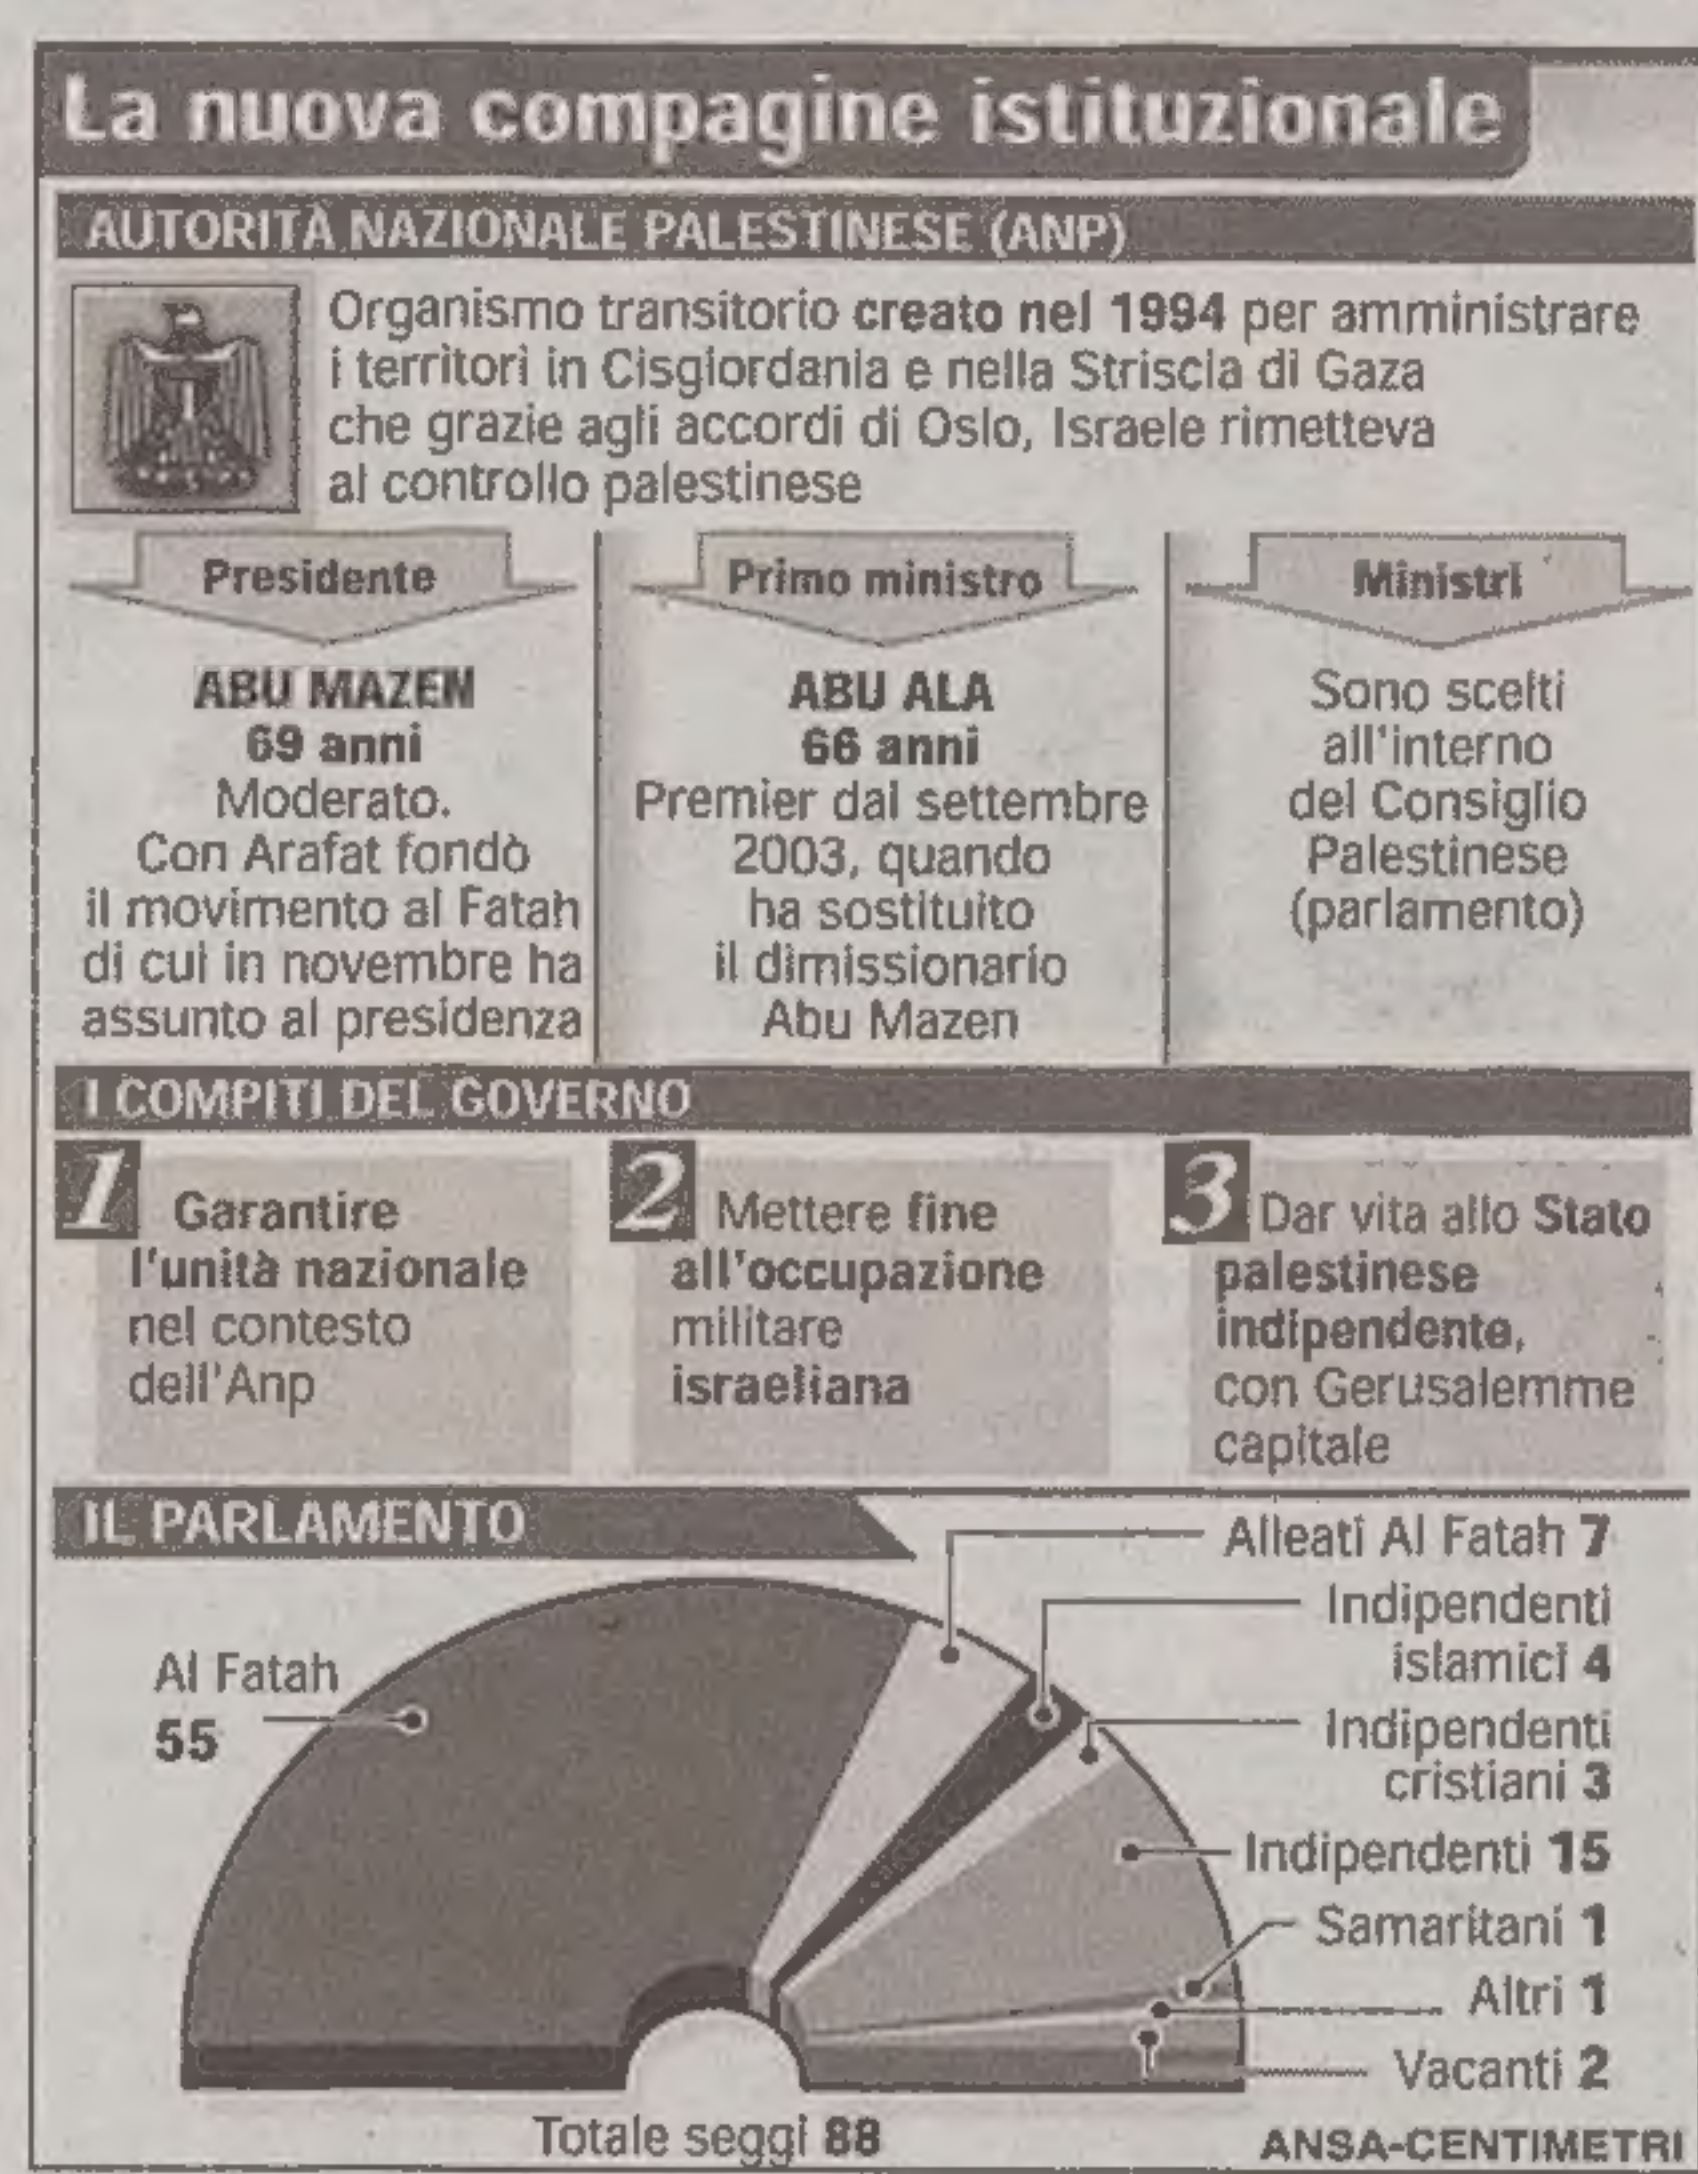 La nuova compagine istituzionale
AUTORITÀ NAZIONALE PALESTINESE (ANP)
Organismo transitorio creato nel 1994 per amministrare
i territori in Cisgiordania e nella Striscia di Gaza
che grazie agli accordi di Oslo, Israele rimetteva
al controllo palestinese
Presidente
ABU MAZEN
69 anni
Moderato.
Con Arafat fondò
il movimento al Fatah
di cui in novembre ha
assunto al presidenza
Primo ministro
ABU ALA
66 anni
Premier dal settembre
2003, quando
ha sostituito
il dimissionario
Abu Mazen
Ministri
Sono scelti
all'interno
del Consiglio
Palestinese
(parlamento)
I COMPITI DEL GOVERNO
1 Garantire
l'unità nazionale
nel contesto
dell'Anp
2 Mettere fine
all'occupazione
militare
israeliana
3 Dar vita allo Stato
palestinese
indipendente,
con Gerusalemme
capitale
IL PARLAMENTO
Al Fatah
55
Alleati Al Fatah 7
Indipendenti
islamici 4
Indipendenti
cristiani 3
Indipendenti 15
Samaritani 1
Altri 1
Vacanti 2
Totale seggi 88
ANSA-CENTIMETRI